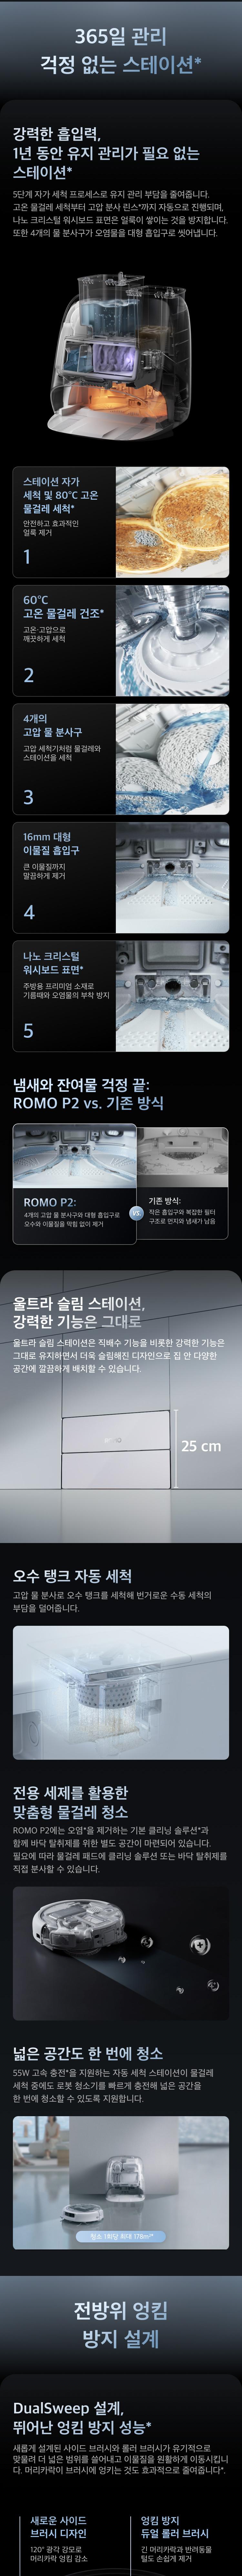 365일 관리
걱정 없는 스테이션*
강력한 흡입력,
1년 동안 유지 관리가 필요 없는
스테이션*
5단계 자가 세척 프로세스로 유지 관리 부담을 줄여줍니다.
고온 물걸레 세척부터 고압 분사 린스*까지 자동으로 진행되며,
나노 크리스털 워시보드 표면은 얼룩이 쌓이는 것을 방지합니다.
또한 4개의 물 분사구가 오염물을 대형 흡입구로 씻어냅니다.
스테이션 자가
세척 및 80°C 고온
물걸레 세척*
안전하고 효과적인
얼룩 제거
1
60°C
고온 물걸레 건조*
고온·고압으로
깨끗하게 세척
2
4개의
고압 물 분사구
고압 세척기처럼 물걸레와
스테이션을 세척
3
16mm 대형
이물질 흡입구
큰 이물질까지
말끔하게 제거
4
나노 크리스털
워시보드 표면*
주방용 프리미엄 소재로
기름때와 오염물의 부착 방지
5
냄새와 잔여물 걱정 끝:
ROMO P2 vs. 기존 방식
ROMO P2:
4개의 고압 물 분사구와 대형 흡입구로
오수와 이물질을 막힘 없이 제거
VS
기존 방식:
작은 흡입구와 복잡한 필터
구조로 먼지와 냄새가 남음
울트라 슬림 스테이션,
강력한 기능은 그대로
울트라 슬림 스테이션은 직배수 기능을 비롯한 강력한 기능은
그대로 유지하면서 더욱 슬림해진 디자인으로 집 안 다양한
공간에 깔끔하게 배치할 수 있습니다.
25 cm
오수 탱크 자동 세척
고압 물 분사로 오수 탱크를 세척해 번거로운 수동 세척의
부담을 덜어줍니다.
전용 세제를 활용한
맞춤형 물걸레 청소
ROMO P2에는 오염*을 제거하는 기본 클리닝 솔루션*과
함께 바닥 탈취제를 위한 별도 공간이 마련되어 있습니다.
필요에 따라 물걸레 패드에 클리닝 솔루션 또는 바닥 탈취제를
직접 분사할 수 있습니다.
넓은 공간도 한 번에 청소
55W 고속 충전*을 지원하는 자동 세척 스테이션이 물걸레
세척 중에도 로봇 청소기를 빠르게 충전해 넓은 공간을
한 번에 청소할 수 있도록 지원합니다.
청소 1회당 최대 178m²*
전방위 엉킴
방지 설계
DualSweep 설계,
뛰어난 엉킴 방지 성능*
새롭게 설계된 사이드 브러시와 롤러 브러시가 유기적으로
맞물려 더 넓은 범위를 쓸어내고 이물질을 원활하게 이동시킵니
다. 머리카락이 브러시에 엉키는 것도 효과적으로 줄여줍니다*.
새로운 사이드
브러시 디자인
120° 광각 강모로
머리카락 엉킴 감소
엉킴 방지
듀얼 롤러 브러시
긴 머리카락과 반려동물
털도 손쉽게 제거